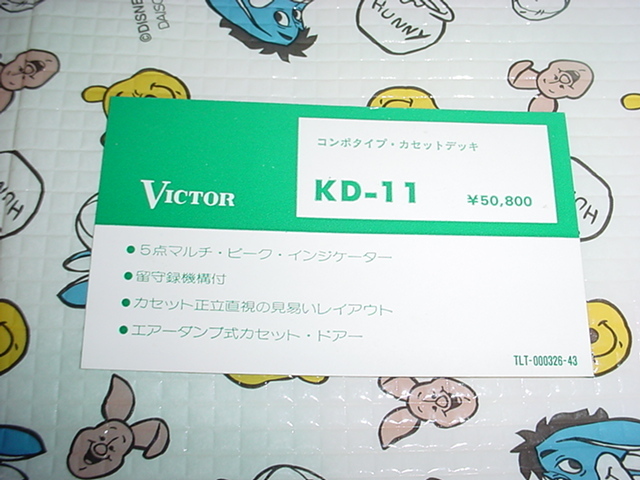 ©DISNEY
DAISO
HUNNY
コンポタイプ・カセットデッキ
VICTOR
KD-11
¥50,800
●5点マルチ・ピーク・インジケーター
●留守録機構付
●カセット正立直視の見易いレイアウト
●エアーダンプ式カセット・ドアー
TLT-000326-43